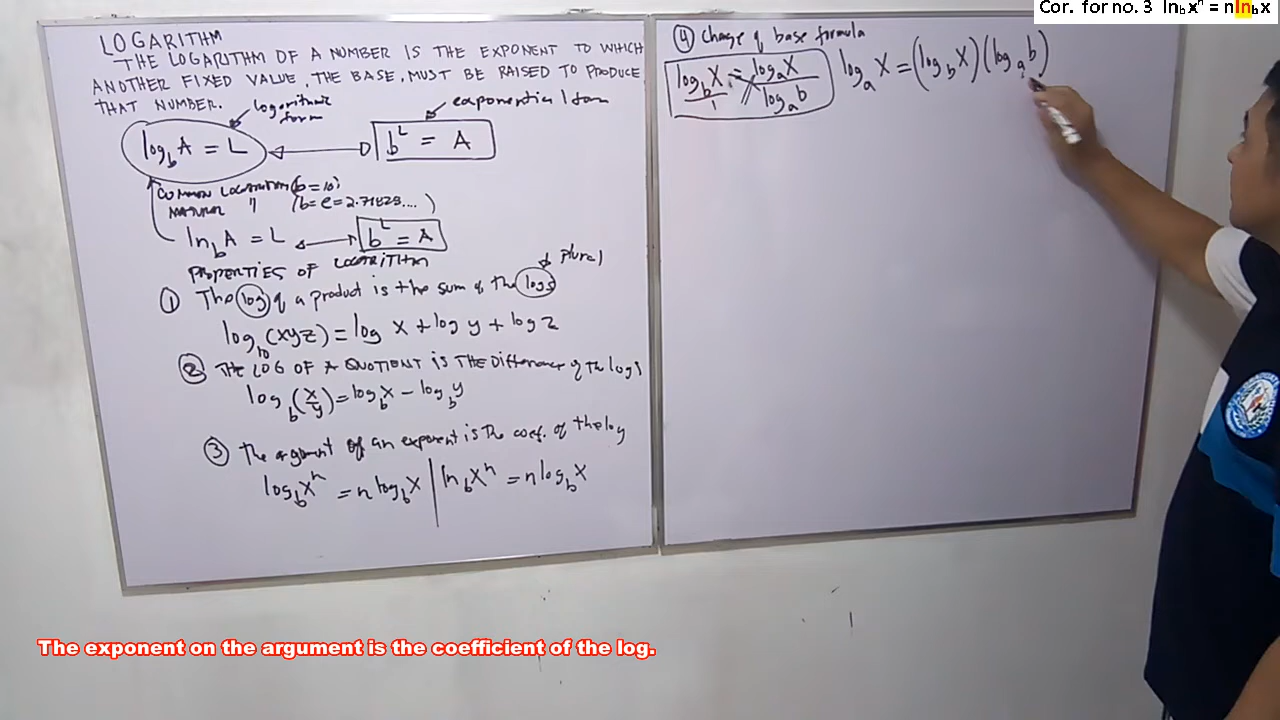 Cor. for no. 3 ln_b x^n = n ln_b x
LOGARITHM
THE LOGARITHM OF A NUMBER IS THE EXPONENT TO WHICH
ANOTHER FIXED VALUE, THE BASE, MUST BE RAISED TO PRODUCE
THAT NUMBER.
logarithmic form
exponential form
log_b A = L
b^L = A
COMMON LOGARITHM (b = 10)
NATURAL " (b = e = 2.71828....)
ln_b A = L
b^L = A
PROPERTIES OF LOGARITHM
plural
① The log of a product is the sum of the logs
log_b (xyz) = log x + log y + log z
② THE LOG OF A QUOTIENT IS THE Difference of the logs
log_b (x/y) = log_b x - log_b y
③ The argument of an exponent is the coef. of the log
log_b x^n = n log_b x | ln_b x^n = n log_b x
④ Change of base formula
log_b x / 1 = log_a x / log_a b
log_a x = (log_b x)(log_a b)
The exponent on the argument is the coefficient of the log.